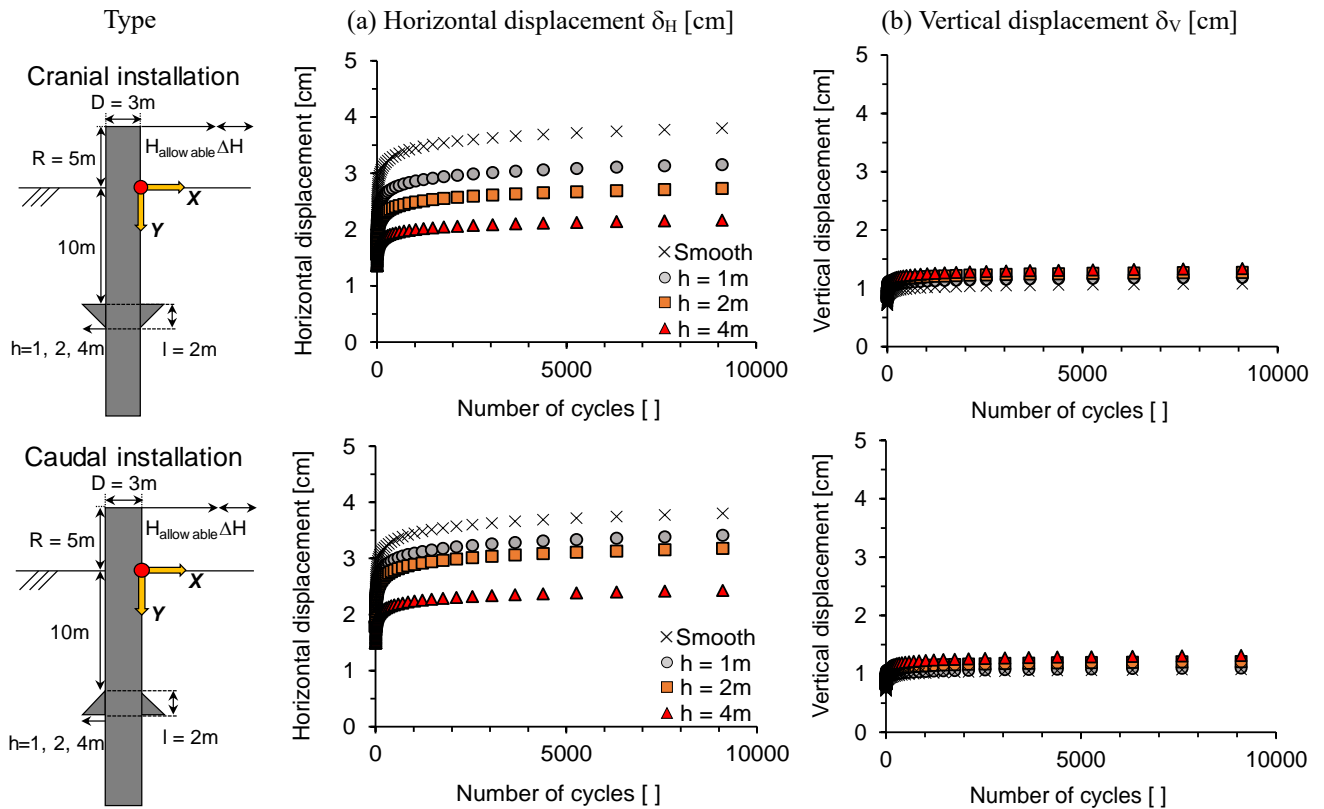 Type
(a) Horizontal displacement δH [cm]
(b) Vertical displacement δV [cm]
Cranial installation
D = 3m
R = 5m
Hallow able ΔH
X
Y
10m
h=1, 2, 4m
l = 2m
Horizontal displacement [cm]
5
4
3
2
1
0
0
5000
10000
Number of cycles [ ]
Smooth
h = 1m
h = 2m
h = 4m
Vertical displacement [cm]
5
4
3
2
1
0
0
5000
10000
Number of cycles [ ]
Caudal installation
D = 3m
R = 5m
Hallow able ΔH
X
Y
10m
h=1, 2, 4m
l = 2m
Horizontal displacement [cm]
5
4
3
2
1
0
0
5000
10000
Number of cycles [ ]
Smooth
h = 1m
h = 2m
h = 4m
Vertical displacement [cm]
5
4
3
2
1
0
0
5000
10000
Number of cycles [ ]